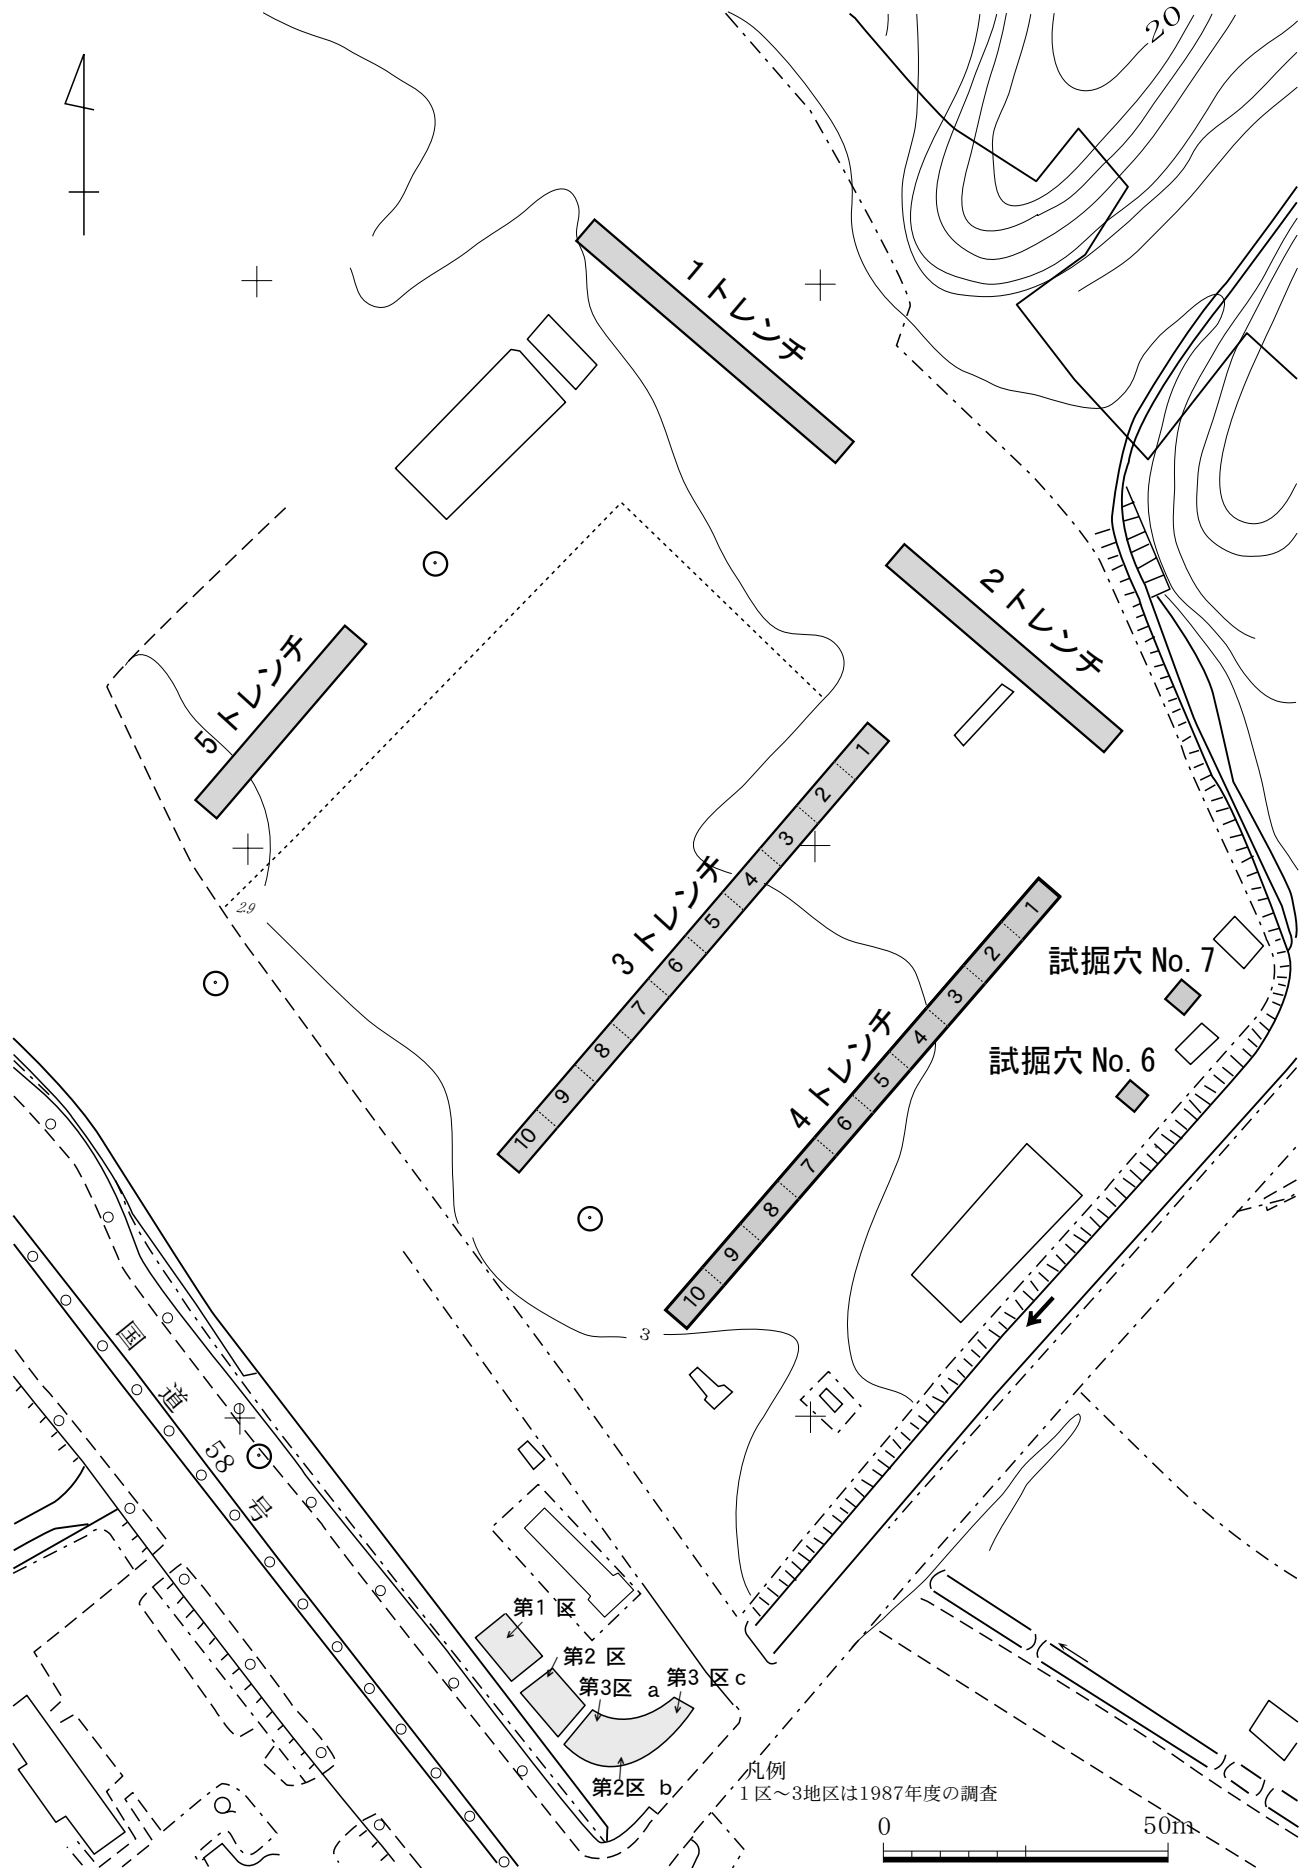 20
1トレンチ
2トレンチ
5トレンチ
3トレンチ
1
2
3
4
5
6
7
8
9
10
4トレンチ
1
2
3
4
5
6
7
8
9
10
29
試掘穴 No. 7
試掘穴 No. 6
3
国道58号
第1 区
第2 区
第3区 a
第3 区 c
第2区 b
凡例
1区～3地区は1987年度の調査
0 50m